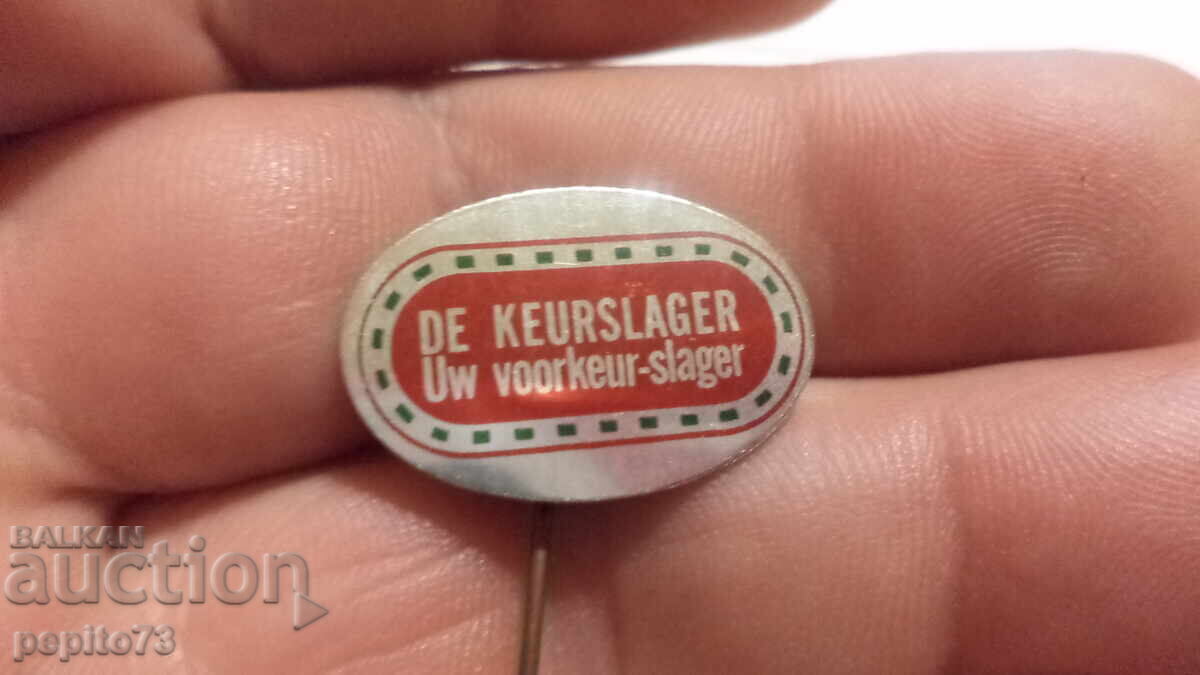 DE KEURSLAGER
Uw voorkeur-slager
BALKAN
auction
pepito73